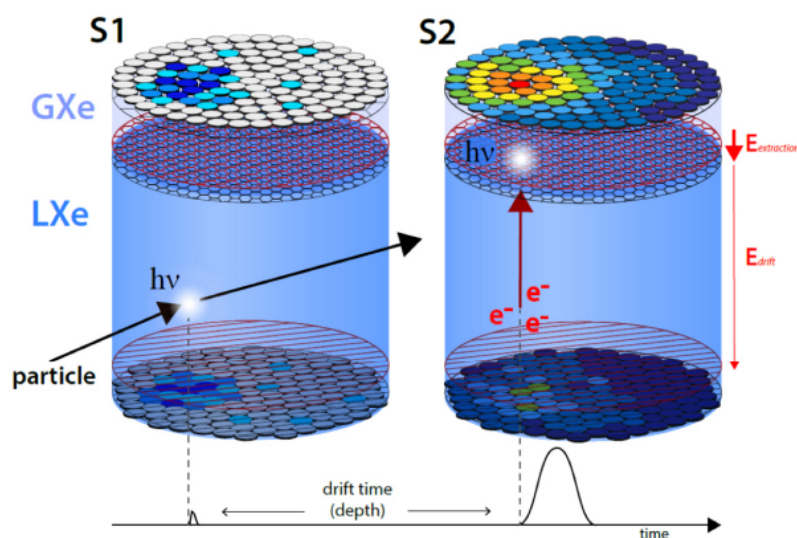 S1
S2
GXe
LXe
hν
hν
E extraction
E drift
e⁻
e⁻
e⁻
particle
drift time
(depth)
time